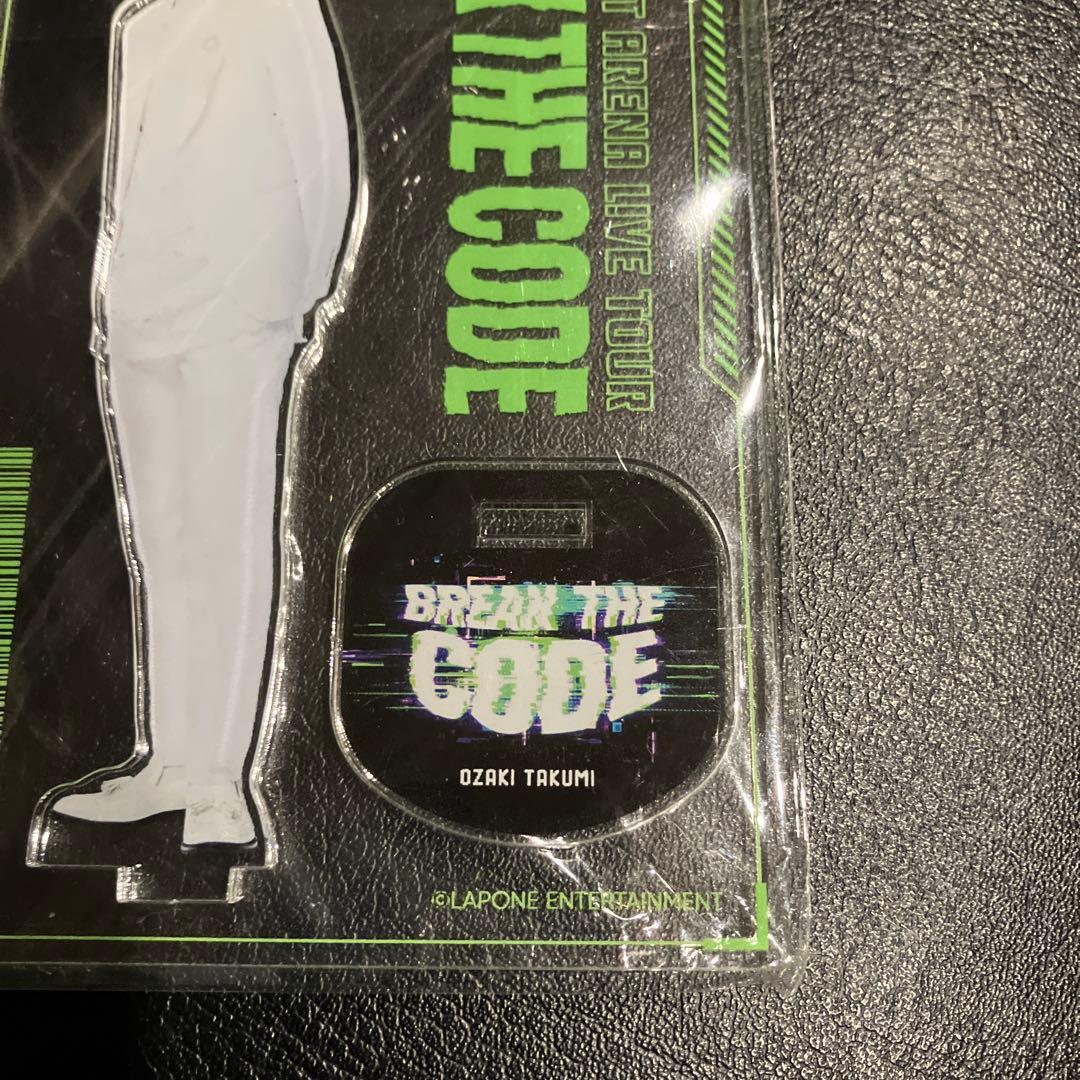 THE CODE
ARENA LIVE TOUR
BREAK THE
CODE
OZAKI TAKUMI
©LAPONE ENTERTAINMENT